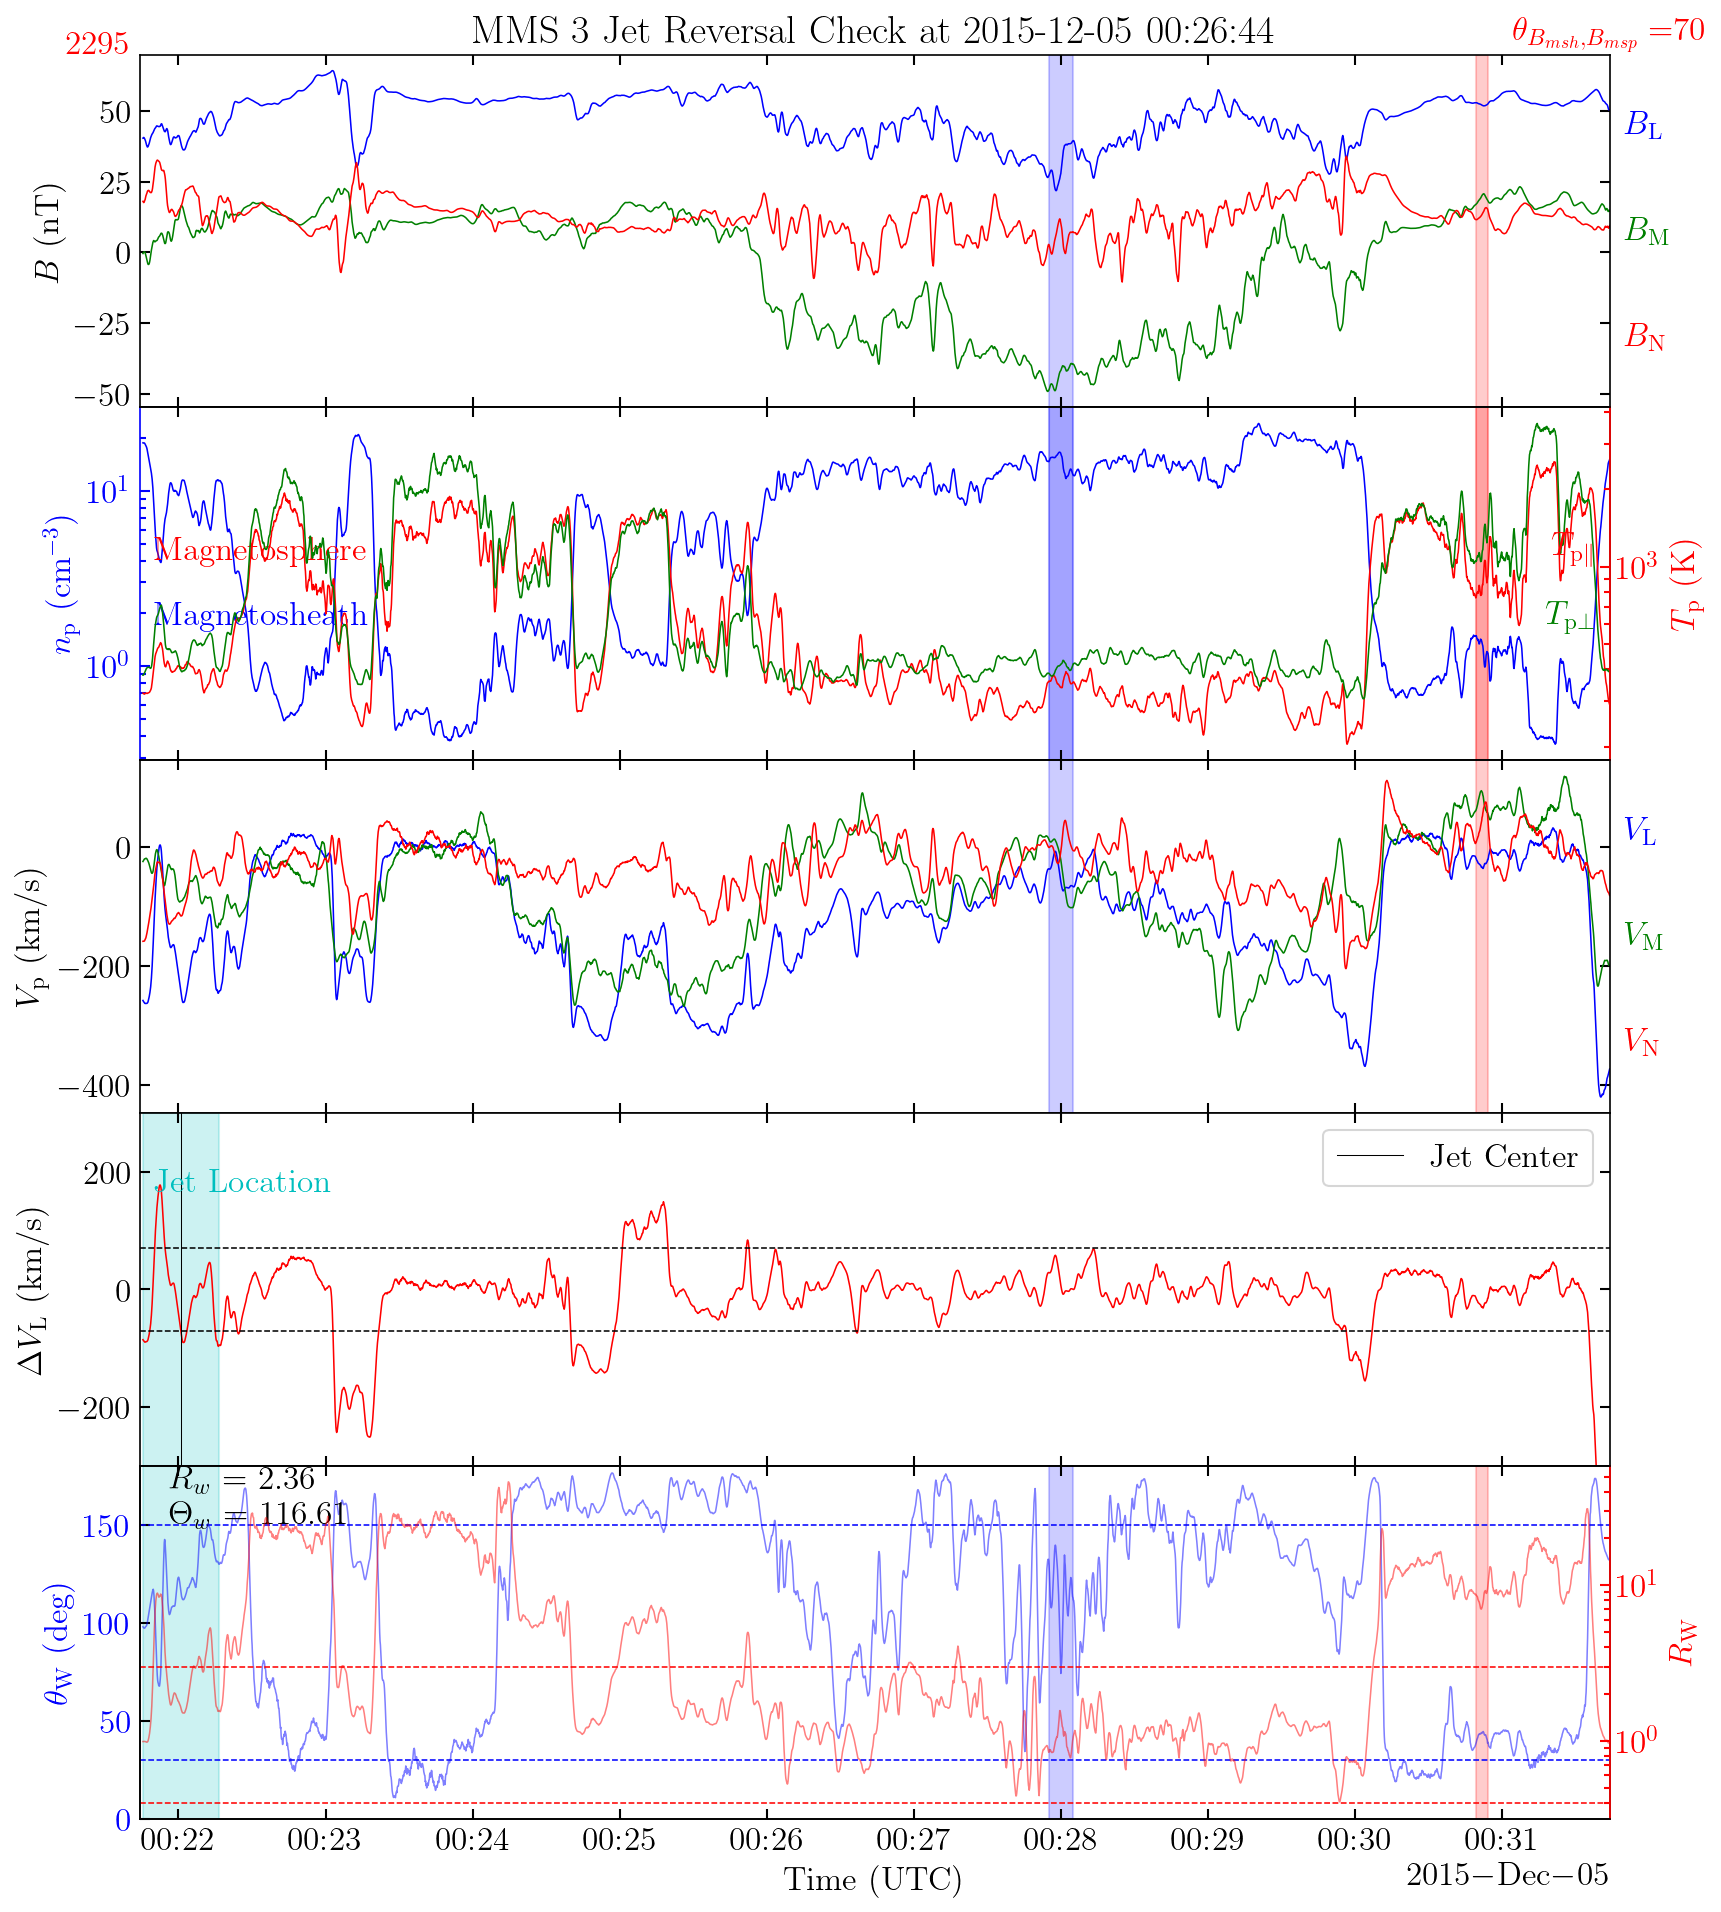 MMS 3 Jet Reversal Check at 2015-12-05 00:26:44
2295
θ_{B_{msh},B_{msp}} =70
50
25
0
−25
−50
B (nT)
B_L
B_M
B_N
10^1
10^0
n_p (cm^{−3})
Magnetosphere
Magnetosheath
T_{p∥}
T_{p⊥}
10^3
T_p (K)
0
−200
−400
V_p (km/s)
V_L
V_M
V_N
200
0
−200
ΔV_L (km/s)
Jet Location
Jet Center
R_w = 2.36
Θ_w = 116.61
150
100
50
0
θ_W (deg)
10^1
10^0
R_W
00:22 00:23 00:24 00:25 00:26 00:27 00:28 00:29 00:30 00:31
Time (UTC)
2015−Dec−05